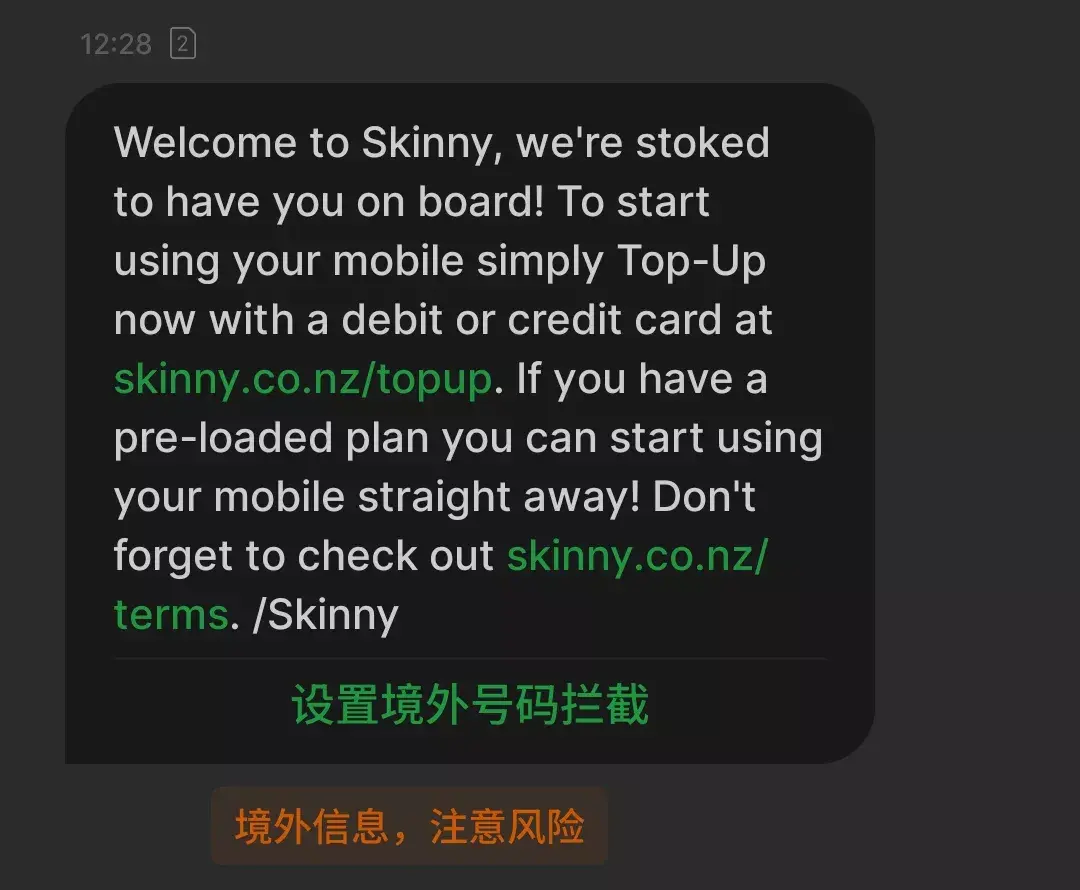 12:28 2
Welcome to Skinny, we're stoked
to have you on board! To start
using your mobile simply Top-Up
now with a debit or credit card at
skinny.co.nz/topup. If you have a
pre-loaded plan you can start using
your mobile straight away! Don't
forget to check out skinny.co.nz/
terms. /Skinny
设置境外号码拦截
境外信息，注意风险